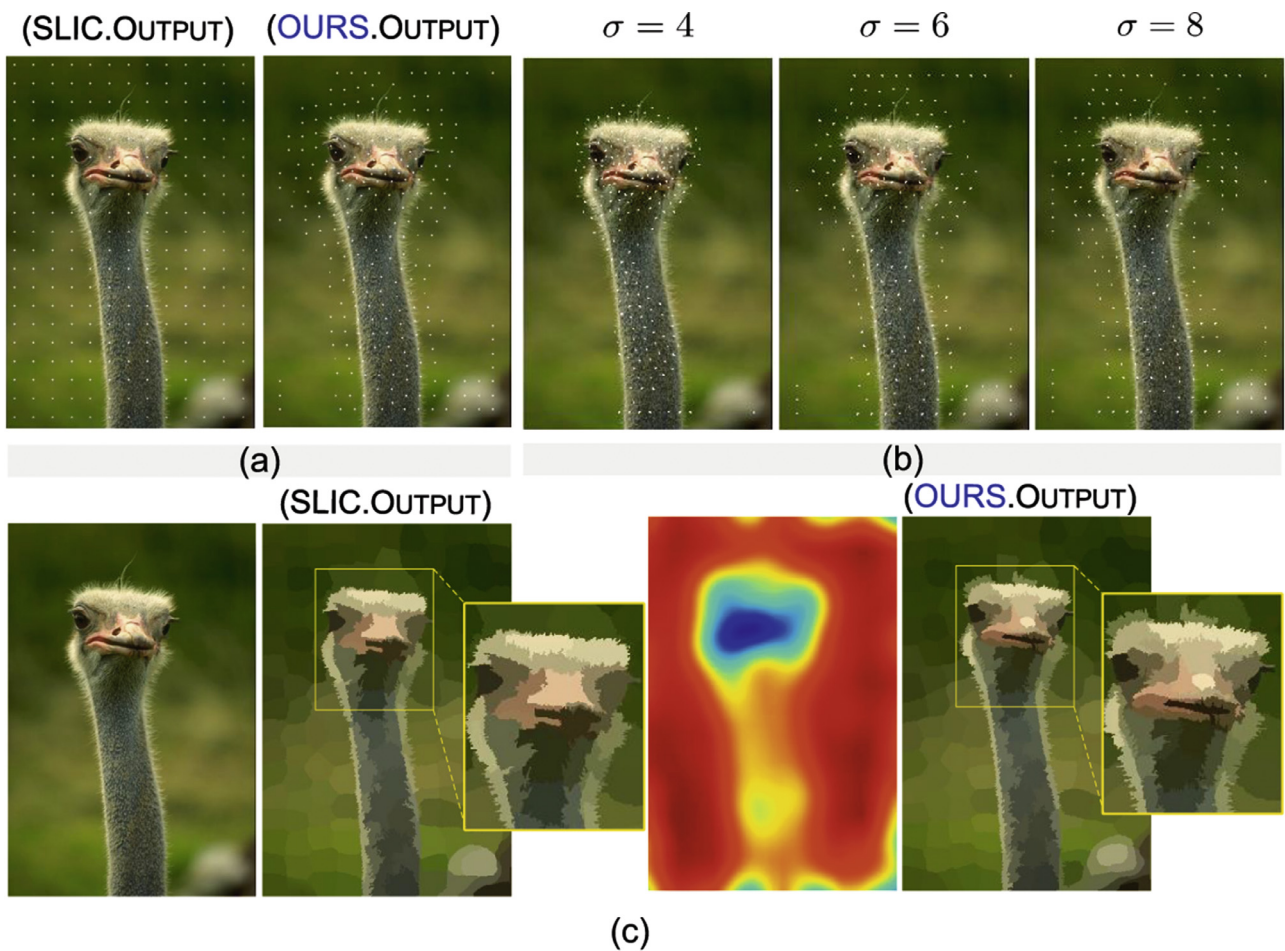 (SLIC.OUTPUT)
(OURS.OUTPUT)
σ = 4
σ = 6
σ = 8
(a)
(b)
(SLIC.OUTPUT)
(OURS.OUTPUT)
(c)